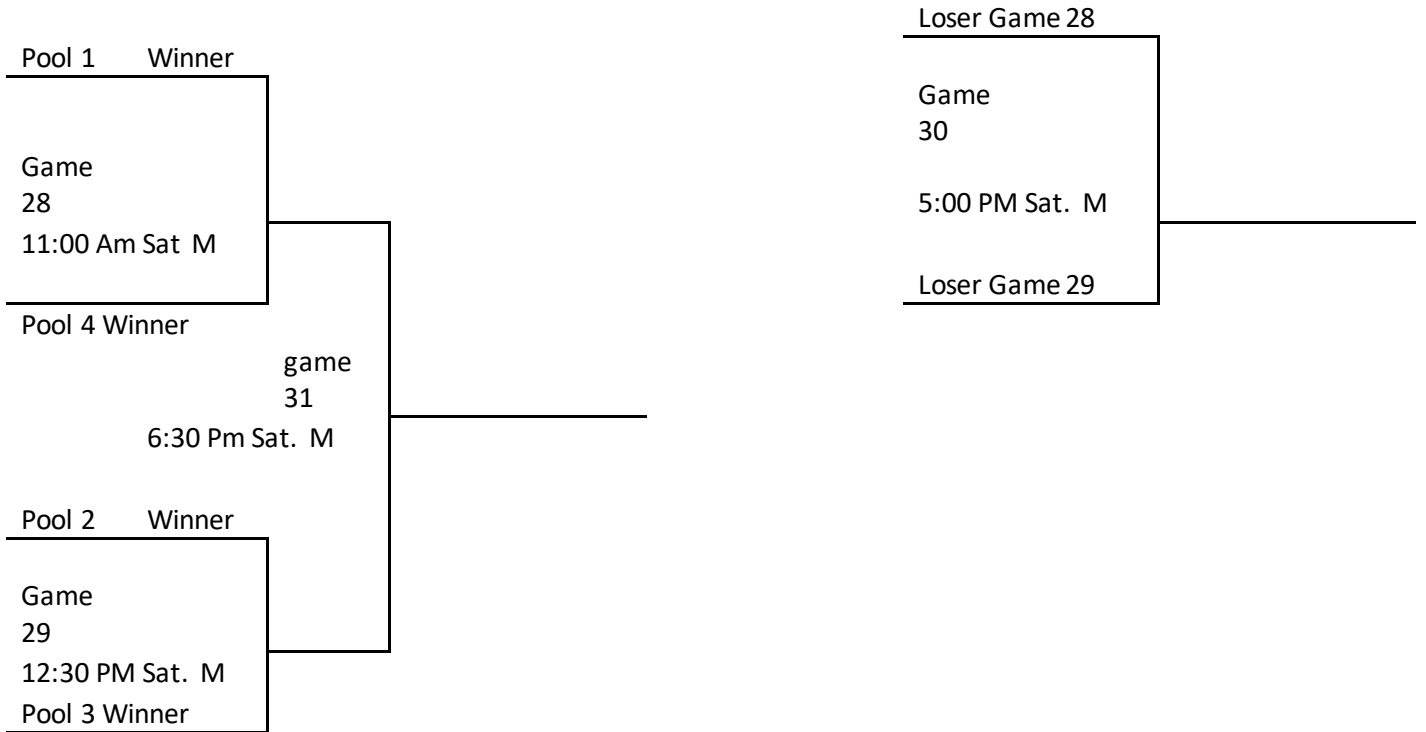 Pool 1 Winner
Game
28
11:00 Am Sat M
Pool 4 Winner
game
31
6:30 Pm Sat. M
Pool 2 Winner
Game
29
12:30 PM Sat. M
Pool 3 Winner
Loser Game 28
Game
30
5:00 PM Sat. M
Loser Game 29